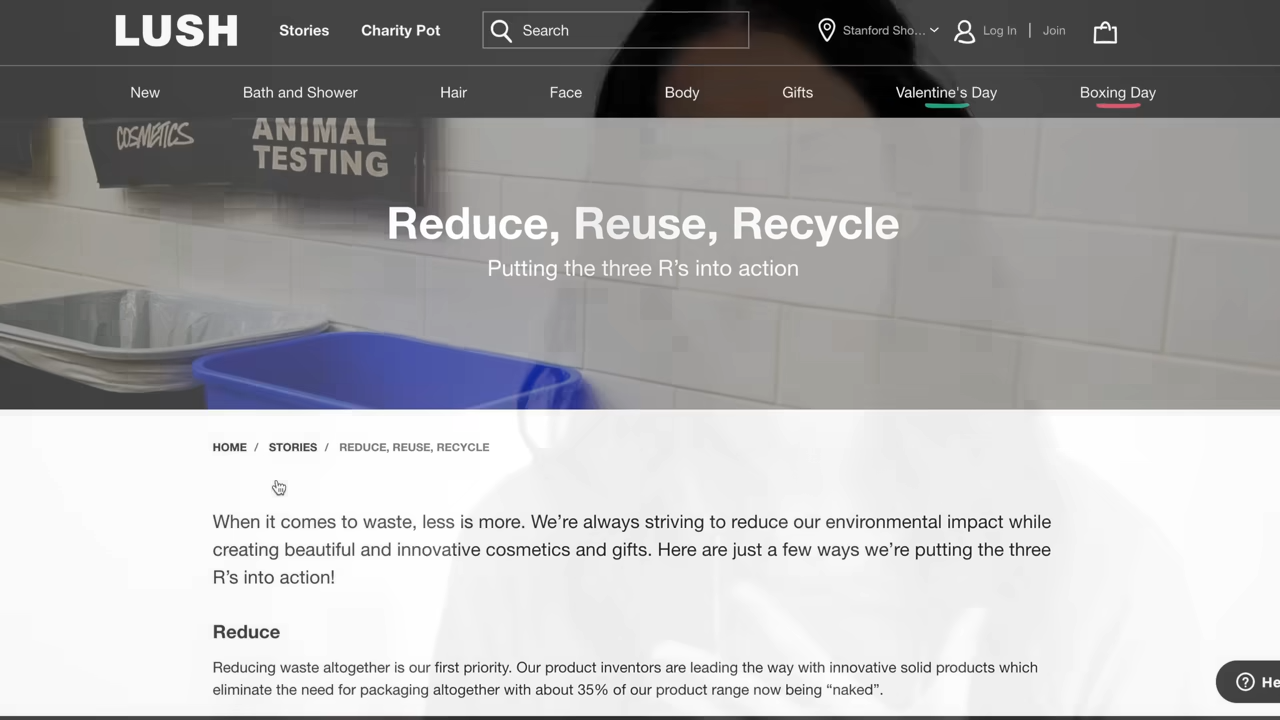 LUSH
Stories
Charity Pot
Search
Stanford Sho...
Log In | Join
New
Bath and Shower
Hair
Face
Body
Gifts
Valentine's Day
Boxing Day
COSMETICS
ANIMAL
TESTING
Reduce, Reuse, Recycle
Putting the three R's into action
HOME / STORIES / REDUCE, REUSE, RECYCLE
When it comes to waste, less is more. We're always striving to reduce our environmental impact while
creating beautiful and innovative cosmetics and gifts. Here are just a few ways we're putting the three
R's into action!
Reduce
Reducing waste altogether is our first priority. Our product inventors are leading the way with innovative solid products which
eliminate the need for packaging altogether with about 35% of our product range now being “naked”.
He